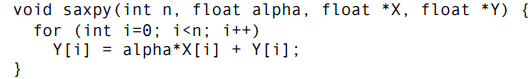 void saxpy(int n, float alpha, float *X, float *Y) {
  for (int i=0; i<n; i++)
    Y[i] = alpha*X[i] + Y[i];
}